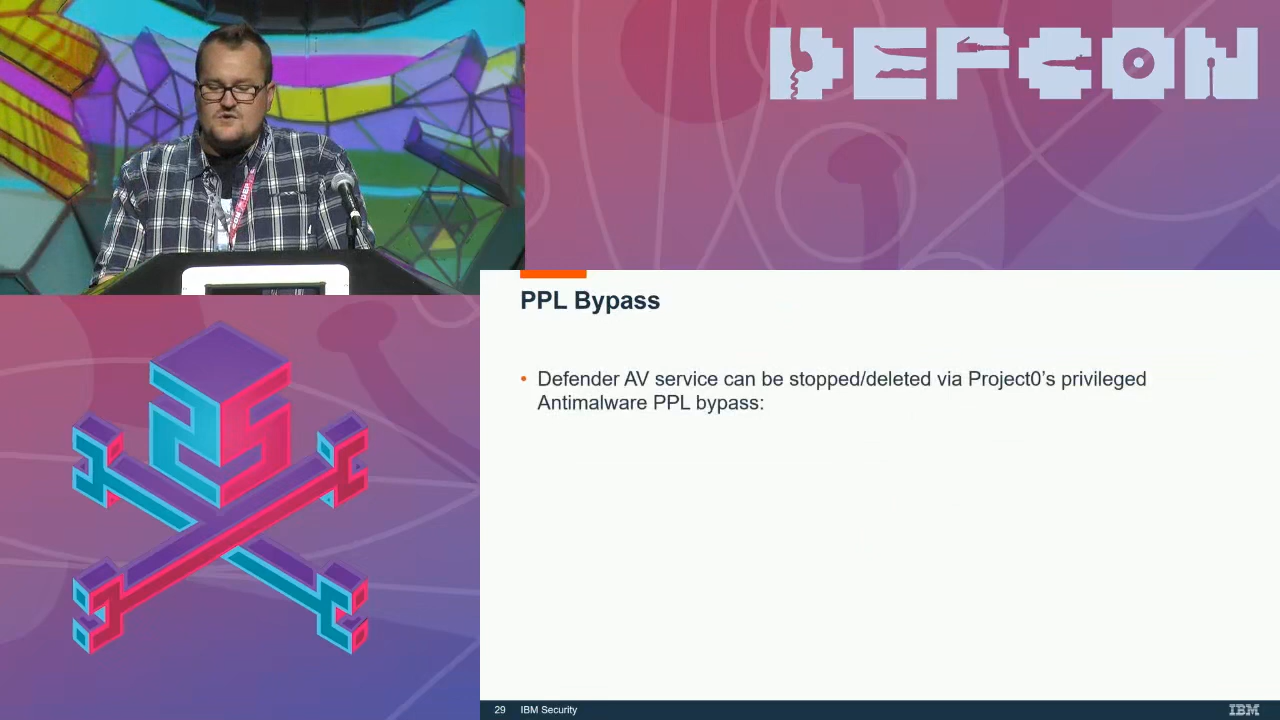 DEFCON
PPL Bypass
• Defender AV service can be stopped/deleted via Project0's privileged
Antimalware PPL bypass:
29 IBM Security
IBM